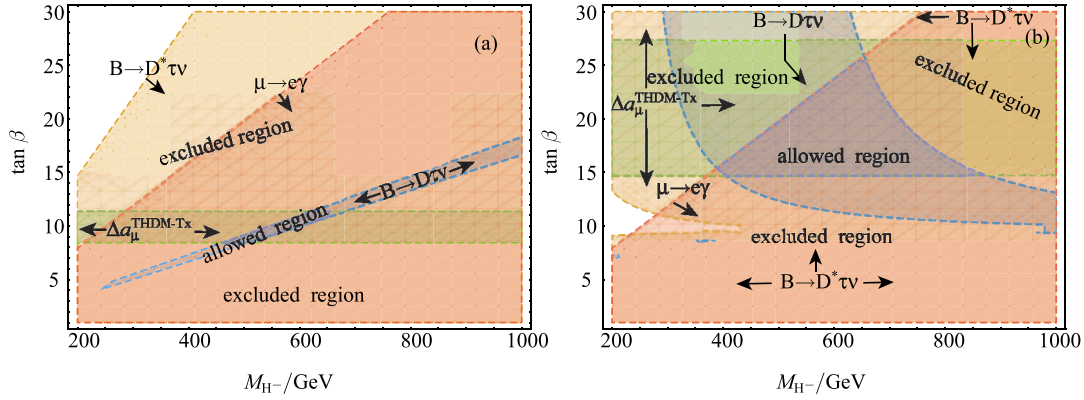 (a)
B→D*τν
μ→eγ
excluded region
B→Dτν
Δaμ^THDM-Tx
allowed region
excluded region
30
25
20
15
10
5
tan β
200
400
600
800
1000
M_H−/GeV
(b)
B→Dτν
B→D*τν
excluded region
excluded region
Δaμ^THDM-Tx
allowed region
μ→eγ
excluded region
B→D*τν
30
25
20
15
10
5
tan β
200
400
600
800
1000
M_H−/GeV